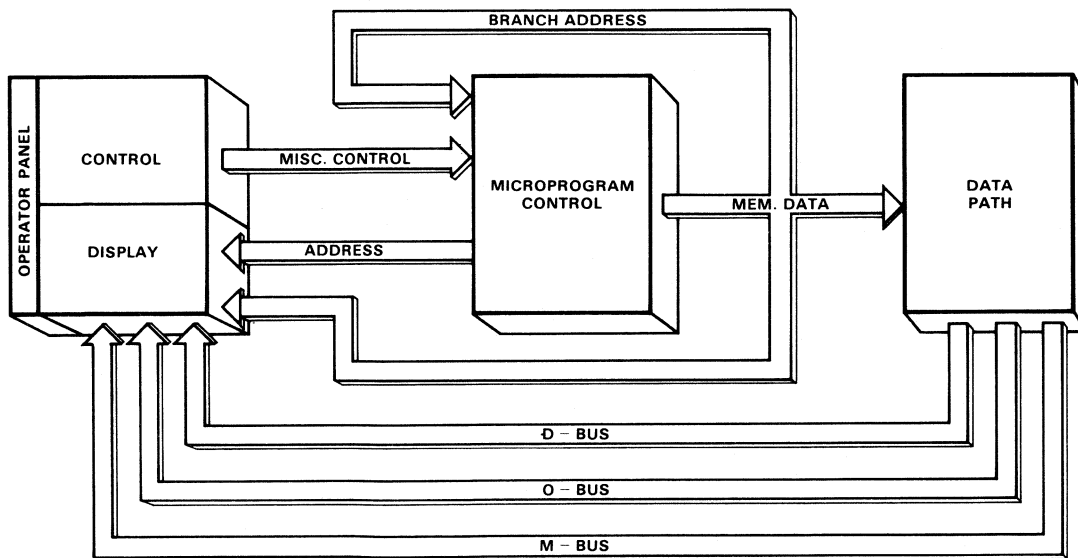 BRANCH ADDRESS
OPERATOR PANEL
CONTROL
MISC. CONTROL
MICROPROGRAM
CONTROL
MEM. DATA
DATA
PATH
DISPLAY
ADDRESS
D – BUS
O – BUS
M – BUS